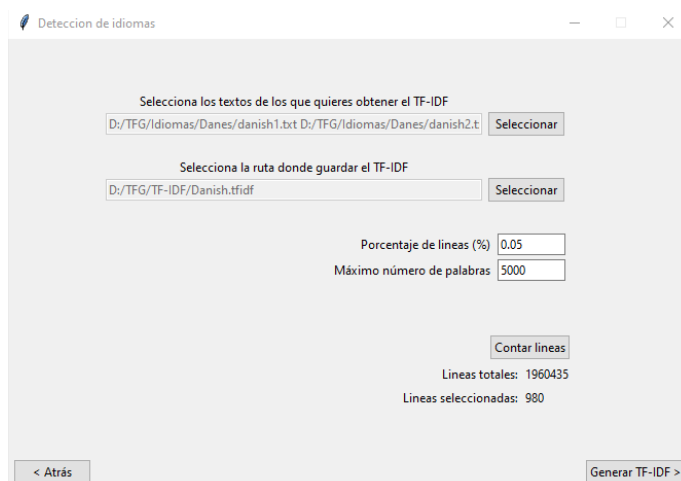 Deteccion de idiomas
Selecciona los textos de los que quieres obtener el TF-IDF
D:/TFG/Idiomas/Danes/danish1.txt D:/TFG/Idiomas/Danes/danish2.t Seleccionar
Selecciona la ruta donde guardar el TF-IDF
D:/TFG/TF-IDF/Danish.tfidf Seleccionar
Porcentaje de lineas (%) 0.05
Máximo número de palabras 5000
Contar lineas
Lineas totales: 1960435
Lineas seleccionadas: 980
< Atrás Generar TF-IDF >